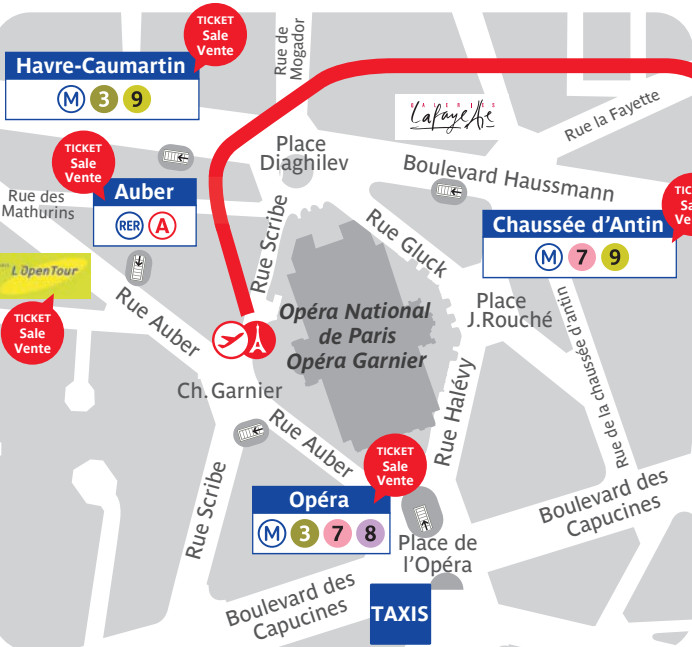 TICKET
Sale
Vente
Havre-Caumartin
M 3 9
Rue de
Mogador
GALERIES
Lafayette
Rue la Fayette
TICKET
Sale
Vente
Place
Diaghilev
Boulevard Haussmann
Auber
RER A
Rue des
Mathurins
Rue Scribe
Rue Gluck
Chaussée d'Antin
M 7 9
L'OpenTour
TICKET
Sale
Vente
Rue Auber
Opéra National
de Paris
Opéra Garnier
Place
J.Rouché
Rue de la chaussée d'antin
Ch.Garnier
Rue Halévy
Rue Auber
TICKET
Sale
Vente
Rue Scribe
Opéra
M 3 7 8
Place de
l'Opéra
Boulevard des
Capucines
Boulevard des
Capucines
TAXIS